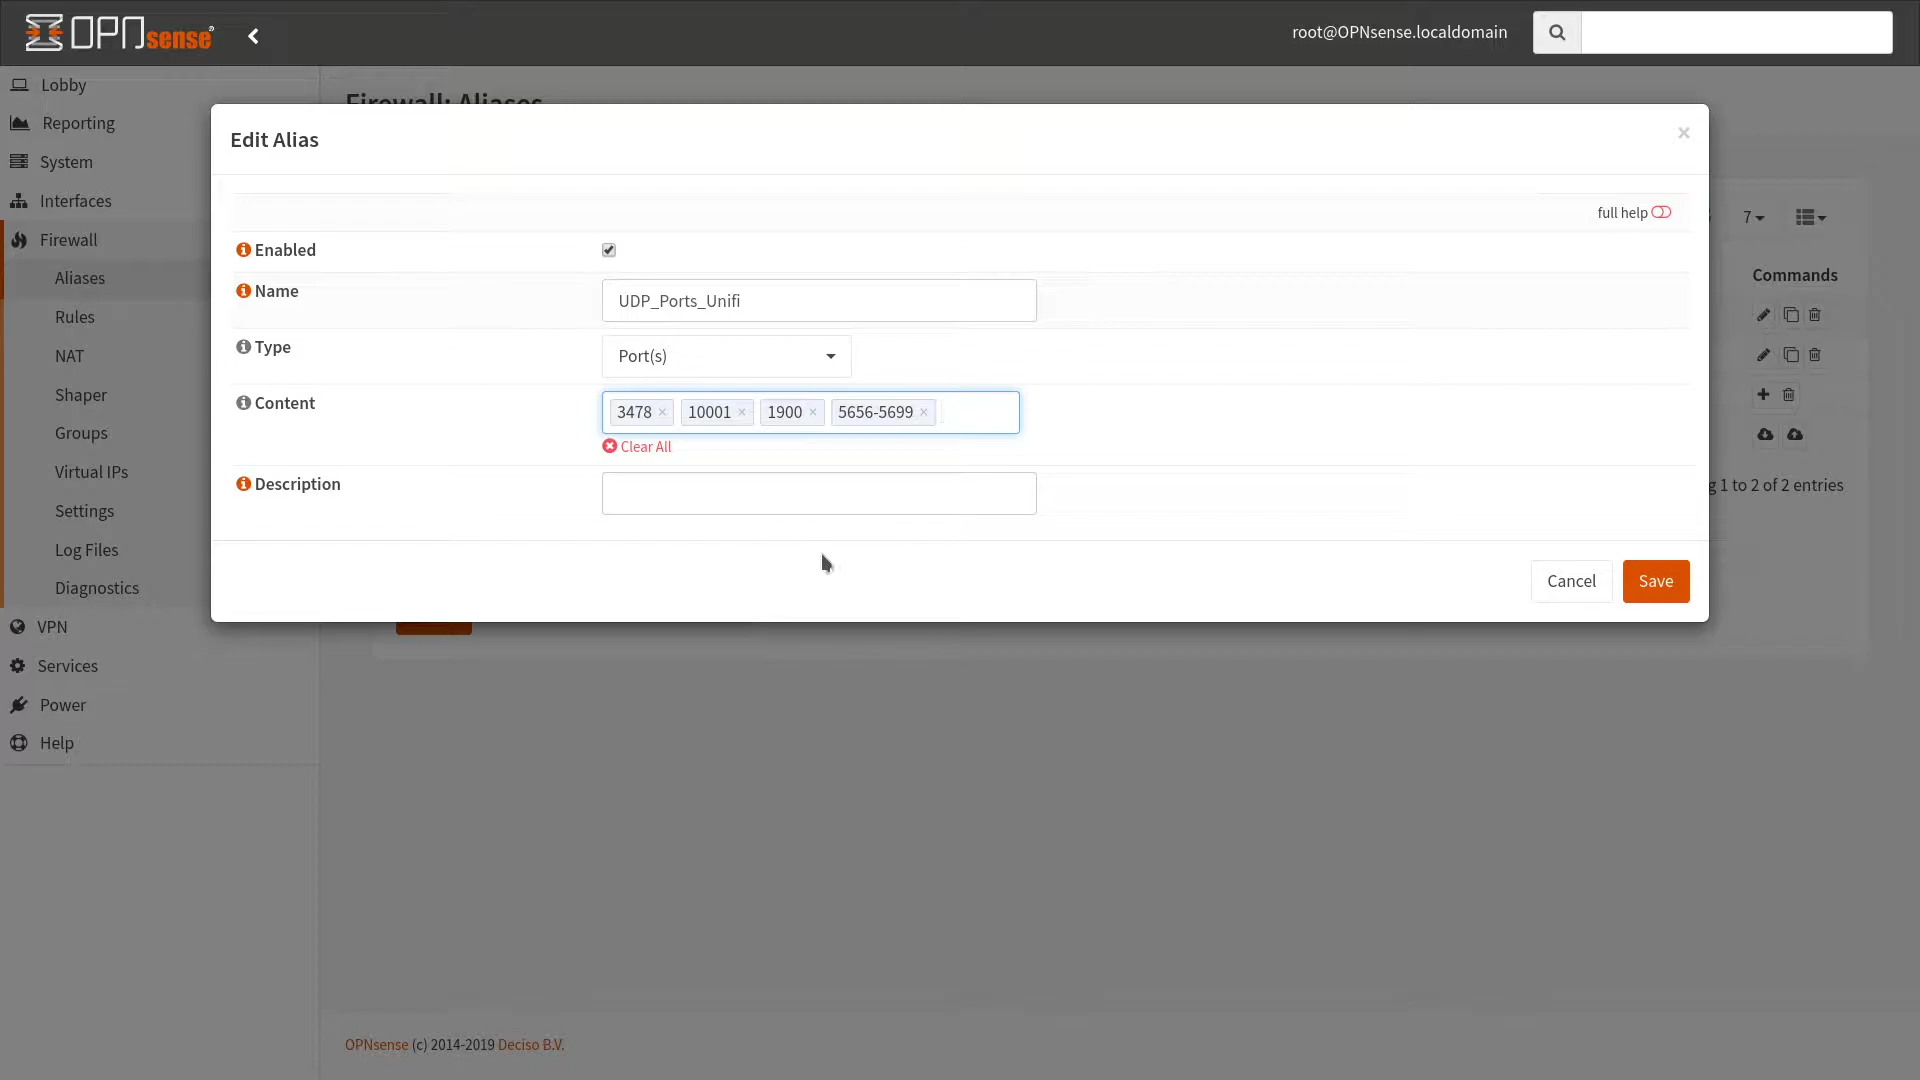 OPNsense
root@OPNsense.localdomain
Lobby
Reporting
System
Interfaces
Firewall
Aliases
Rules
NAT
Shaper
Groups
Virtual IPs
Settings
Log Files
Diagnostics
VPN
Services
Power
Help
Firewall: Aliases
Edit Alias
×
full help
Enabled
Name
UDP_Ports_Unifi
Type
Port(s)
Content
3478 × 10001 × 1900 × 5656-5699 ×
Clear All
Description
Cancel
Save
7
Commands
g 1 to 2 of 2 entries
OPNsense (c) 2014-2019 Deciso B.V.